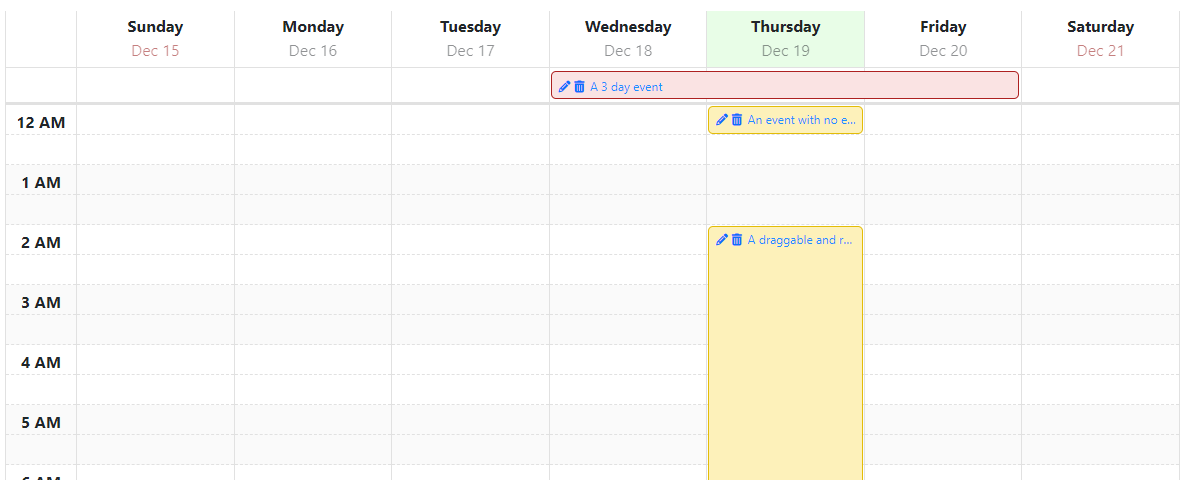 Sunday Monday Tuesday Wednesday Thursday Friday Saturday
Dec 15 Dec 16 Dec 17 Dec 18 Dec 19 Dec 20 Dec 21
A 3 day event
12 AM An event with no e...
1 AM
2 AM A draggable and r...
3 AM
4 AM
5 AM